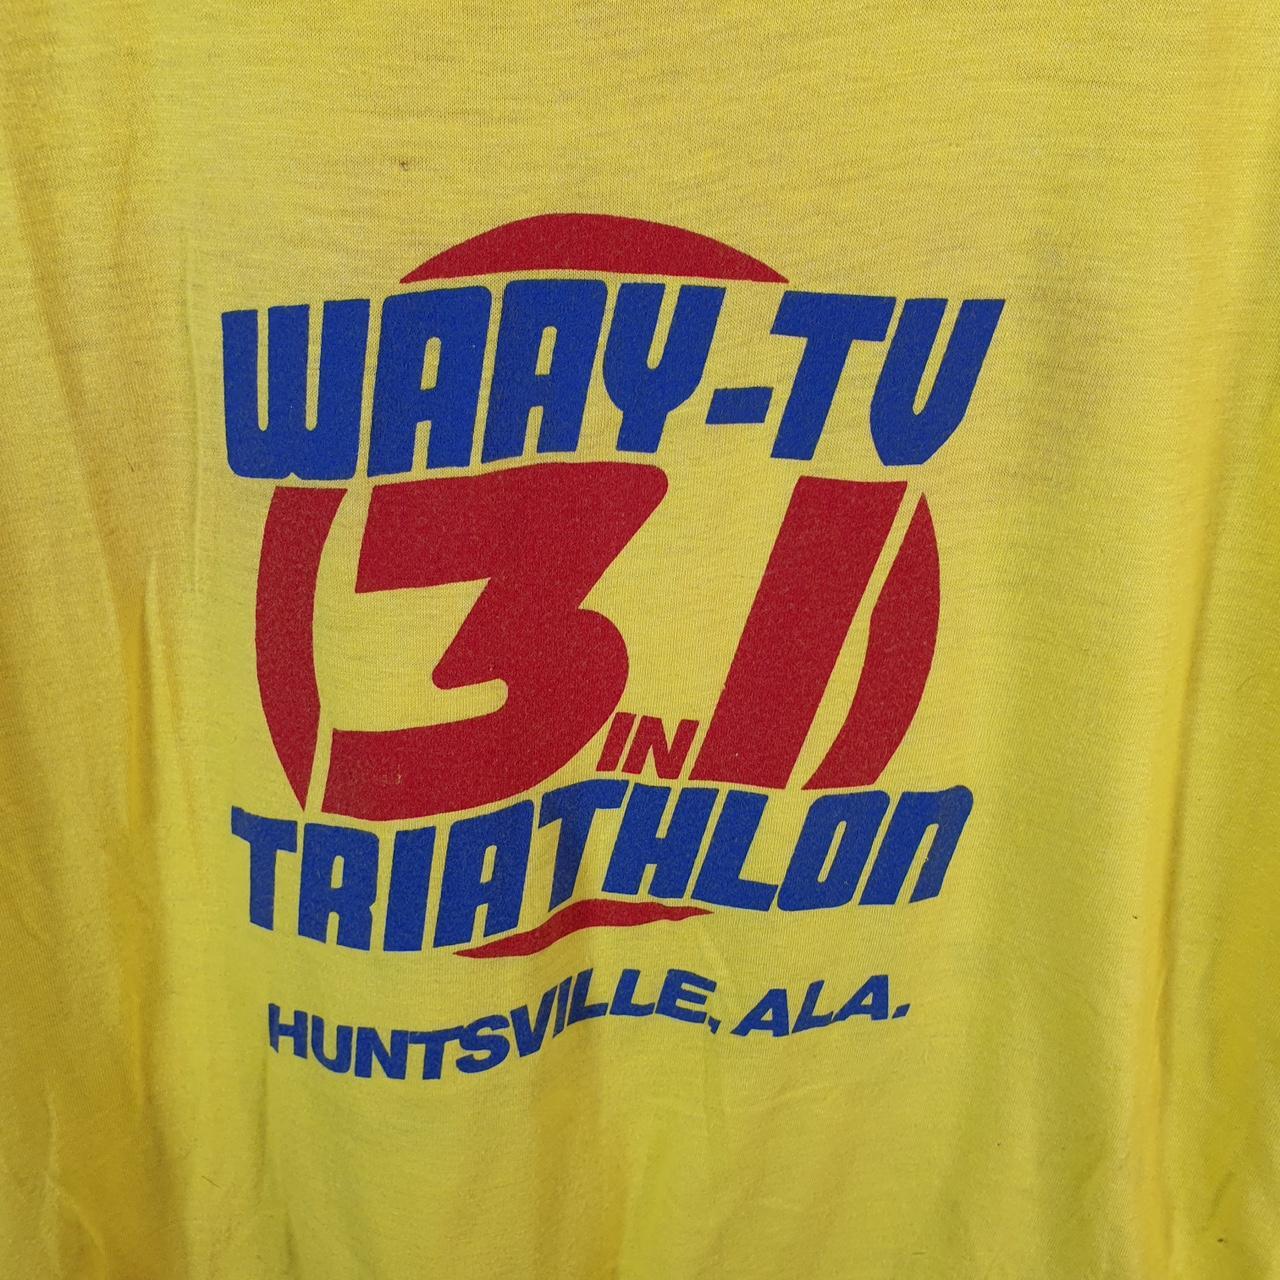 WAAY-TV
3 IN 1
TRIATHLON
HUNTSVILLE, ALA.